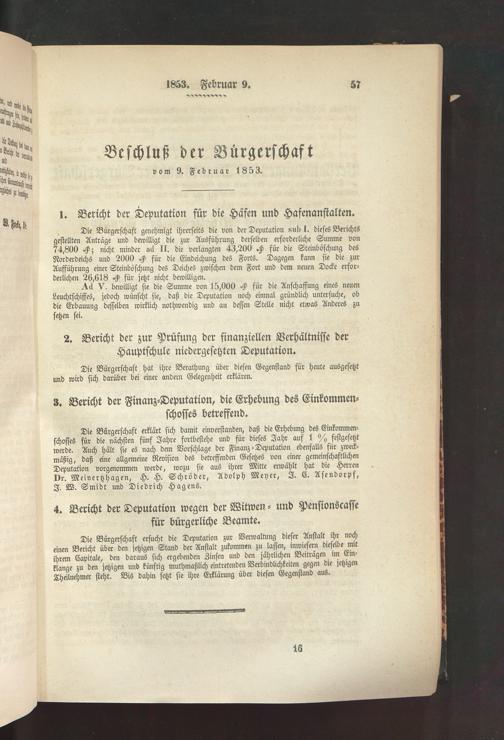 1853. Februar 9. 57
Beschluß der Bürgerschaft
vom 9. Februar 1853.
1. Bericht der Deputation für die Häfen und Hafenanstalten.
Die Bürgerschaft genehmigt ihrerseits die von der Deputation sub I. dieses Berichts
gestellten Anträge und bewilligt die zur Ausführung derselben erforderliche Summe von
74,800 ₰; nicht minder ad II. die verlangten 43,200 ₰ für die Steinböschung des
Norderdeichs und 2000 ₰ für die Eindeichung des Forts. Dagegen kann sie die zur
Aufführung einer Steinböschung des Deiches zwischen dem Fort und dem neuen Docke erfor-
derlichen 26,618 ₰ für jetzt nicht bewilligen.
Ad V. bewilligt sie die Summe von 15,000 ₰ für die Anschaffung eines neuen
Leuchtschiffes, jedoch wünscht sie, daß die Deputation noch einmal gründlich untersuche, ob
die Erbauung desselben wirklich nothwendig und an dessen Stelle nicht etwas Anderes zu
setzen sei.
2. Bericht der zur Prüfung der finanziellen Verhältnisse der
Hauptschule niedergesetzten Deputation.
Die Bürgerschaft hat ihre Berathung über diesen Gegenstand für heute ausgesetzt
und wird sich darüber bei einer andern Gelegenheit erklären.
3. Bericht der Finanz-Deputation, die Erhebung des Einkommen-
schosses betreffend.
Die Bürgerschaft erklärt sich damit einverstanden, daß die Erhebung des Einkommen-
schosses für die nächsten fünf Jahre fortbestehe und für dieses Jahr auf 1 % festgesetzt
werde. Auch hält sie es nach dem Vorschlage der Finanz-Deputation ebenfalls für zweck-
mäßig, daß eine allgemeine Revision des betreffenden Gesetzes von einer gemeinschaftlichen
Deputation vorgenommen werde, wozu sie aus ihrer Mitte erwählt hat die Herren
Dr. Meinertzhagen, H. H. Schröder, Adolph Meyer, J. C. Asendorpf,
J. W. Smidt und Diedrich Hagens.
4. Bericht der Deputation wegen der Witwen- und Pensionscasse
für bürgerliche Beamte.
Die Bürgerschaft ersucht die Deputation zur Verwaltung dieser Anstalt ihr noch
einen Bericht über den jetzigen Stand der Anstalt zukommen zu lassen, inwiefern dieselbe mit
ihrem Capitale, den daraus sich ergebenden Zinsen und den jährlichen Beiträgen im Ein-
klange zu den jetzigen und künftig muthmaßlich eintretenden Verbindlichkeiten gegen die jetzigen
Theilnehmer steht. Bis dahin setzt sie ihre Erklärung über diesen Gegenstand aus.
16